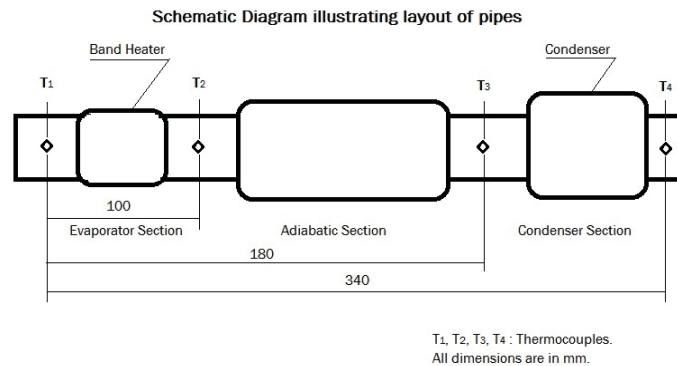 Schematic Diagram illustrating layout of pipes
Band Heater
Condenser
T1
T2
T3
T4
100
Evaporator Section
Adiabatic Section
Condenser Section
180
340
T1, T2, T3, T4 : Thermocouples.
All dimensions are in mm.